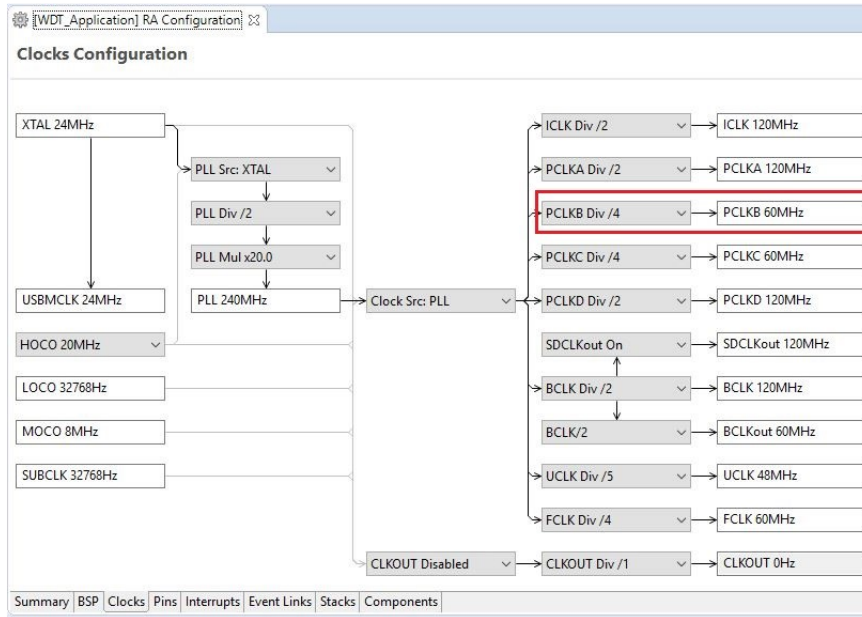 [WDT_Application] RA Configuration
Clocks Configuration
XTAL 24MHz
ICLK Div /2
ICLK 120MHz
PLL Src: XTAL
PCLKA Div /2
PCLKA 120MHz
PLL Div /2
PCLKB Div /4
PCLKB 60MHz
PLL Mul x20.0
PCLKC Div /4
PCLKC 60MHz
USBMCLK 24MHz
PLL 240MHz
Clock Src: PLL
PCLKD Div /2
PCLKD 120MHz
HOCO 20MHz
SDCLKout On
SDCLKout 120MHz
LOCO 32768Hz
BCLK Div /2
BCLK 120MHz
MOCO 8MHz
BCLK/2
BCLKout 60MHz
SUBCLK 32768Hz
UCLK Div /5
UCLK 48MHz
FCLK Div /4
FCLK 60MHz
CLKOUT Disabled
CLKOUT Div /1
CLKOUT 0Hz
Summary BSP Clocks Pins Interrupts Event Links Stacks Components